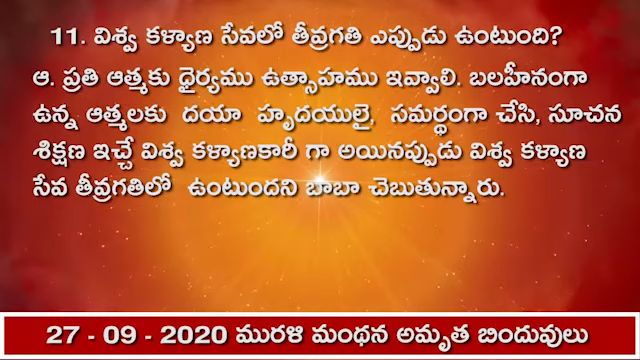 11. విశ్వ కళ్యాణ సేవలో తీవ్రగతి ఎప్పుడు ఉంటుంది?
ఆ. ప్రతి ఆత్మకు ధైర్యము ఉత్సాహము ఇవ్వాలి. బలహీనంగా
ఉన్న ఆత్మలకు దయా హృదయులై, సమర్థంగా చేసి, సూచన
శిక్షణ ఇచ్చే విశ్వ కళ్యాణకారీ గా అయినప్పుడు విశ్వ కళ్యాణ
సేవ తీవ్రగతిలో ఉంటుందని బాబా చెబుతున్నారు.
27 - 09 - 2020 మురళి మంథన అమృత బిందువులు